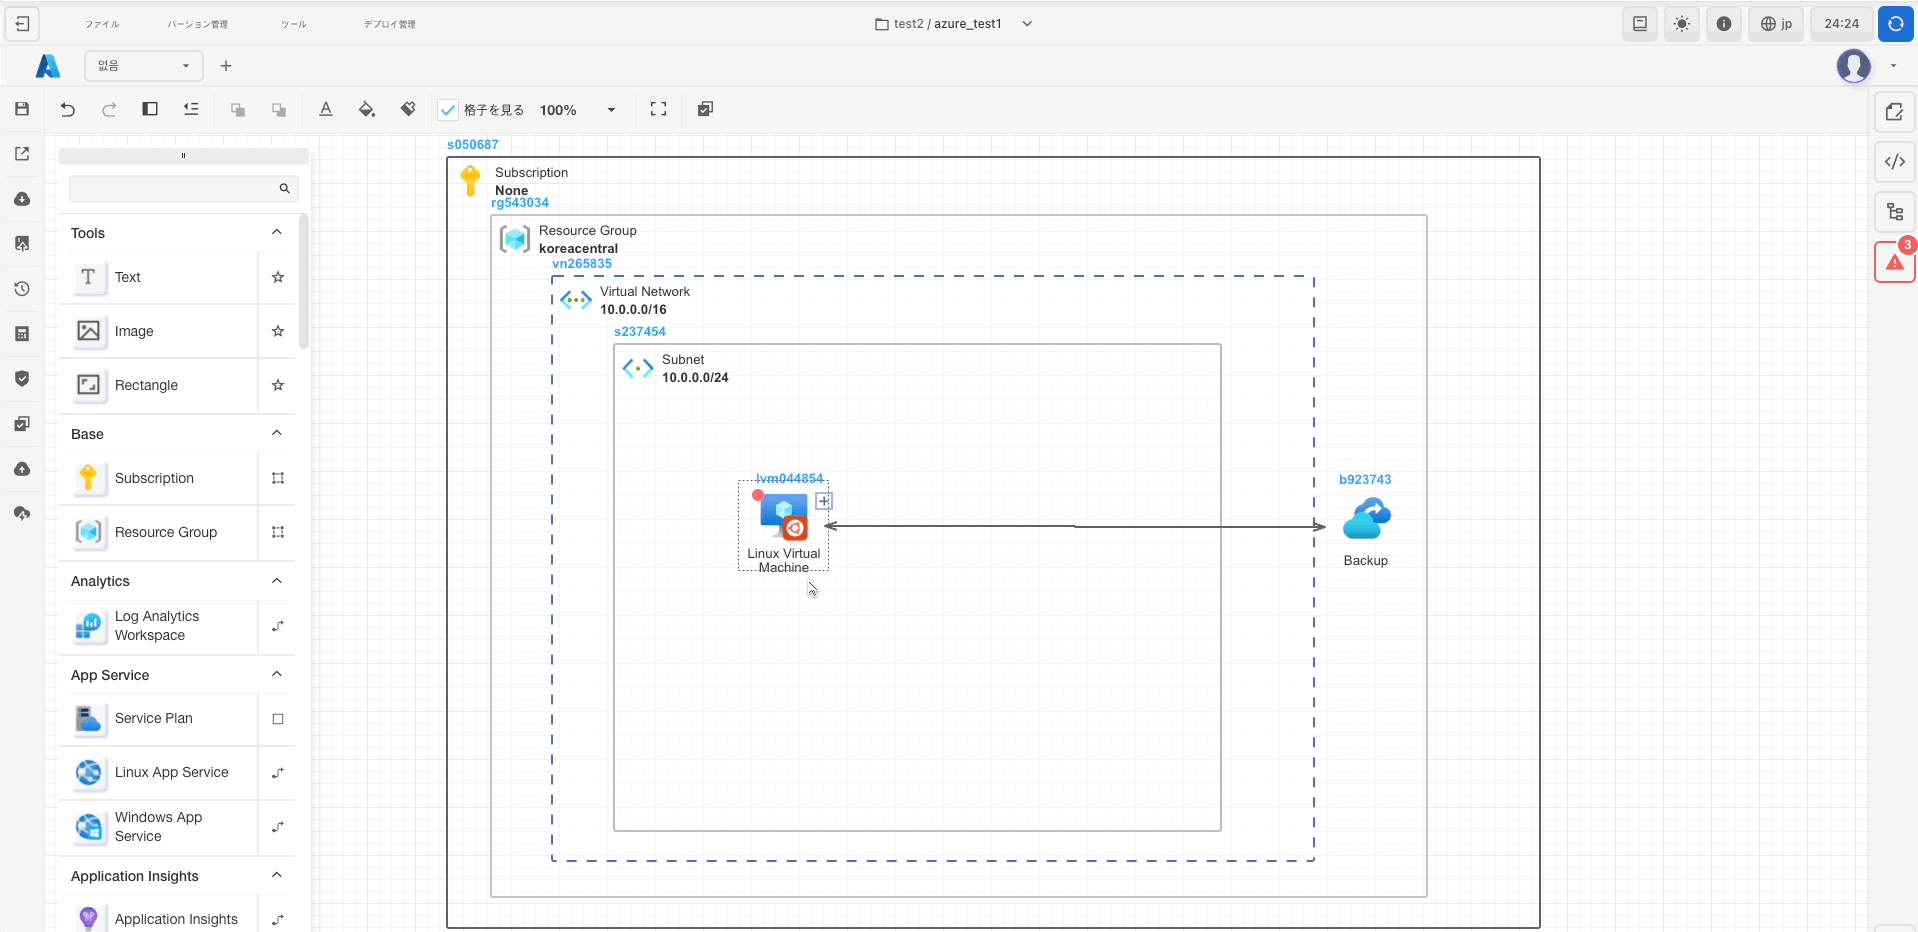 ファイル
バージョン管理
ツール
デプロイ管理
test2 / azure_test1
jp
24:24
없음
格子を見る
100%
3
Tools
Text
Image
Rectangle
Base
Subscription
Resource Group
Analytics
Log Analytics
Workspace
App Service
Service Plan
Linux App Service
Windows App
Service
Application Insights
Application Insights
s050687
Subscription
None
rg543034
Resource Group
koreacentral
vn265835
Virtual Network
10.0.0.0/16
s237454
Subnet
10.0.0.0/24
lvm044854
Linux Virtual
Machine
b923743
Backup